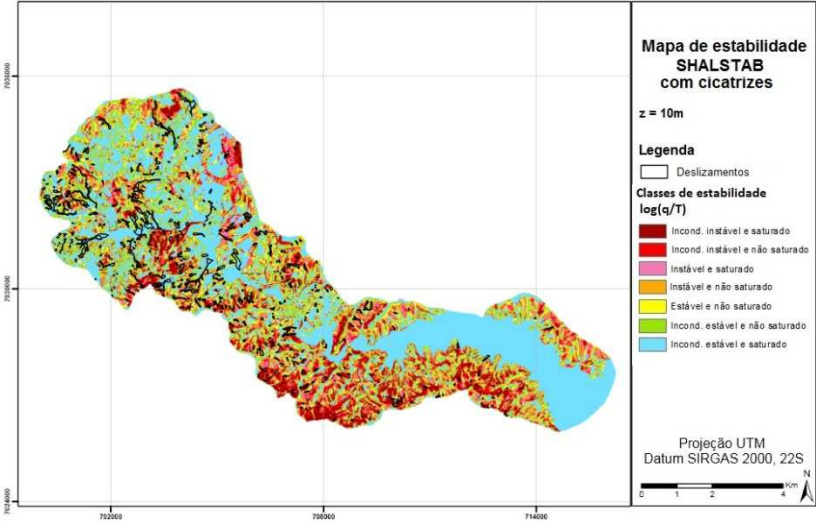 Mapa de estabilidade
SHALSTAB
com cicatrizes
z = 10m
Legenda
Deslizamentos
Classes de estabilidade
log(q/T)
Incond. instável e saturado
Incond. instável e não saturado
Instável e saturado
Instável e não saturado
Estável e não saturado
Incond. estável e não saturado
Incond. estável e saturado
Projeção UTM
Datum SIRGAS 2000, 22S
N
Km
0 1 2 4
7030000
7024000
702000
714000